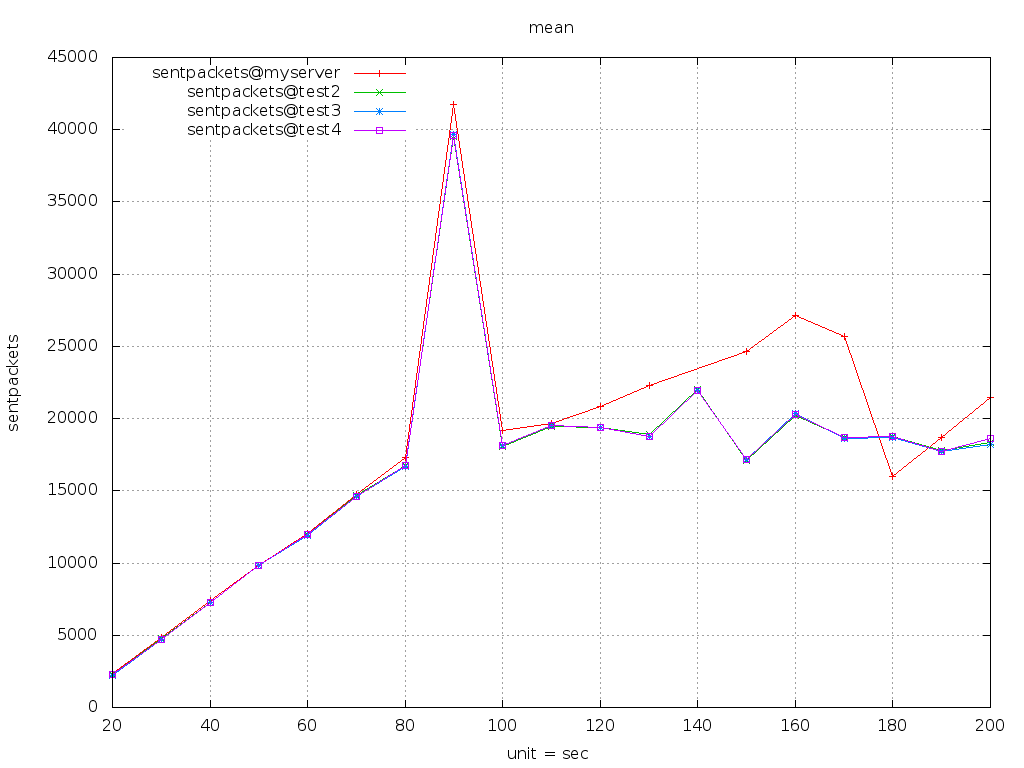 mean
45000
40000
35000
30000
25000
20000
15000
10000
5000
0
sentpackets@myserver
sentpackets@test2
sentpackets@test3
sentpackets@test4
sentpackets
20 40 60 80 100 120 140 160 180 200
unit = sec